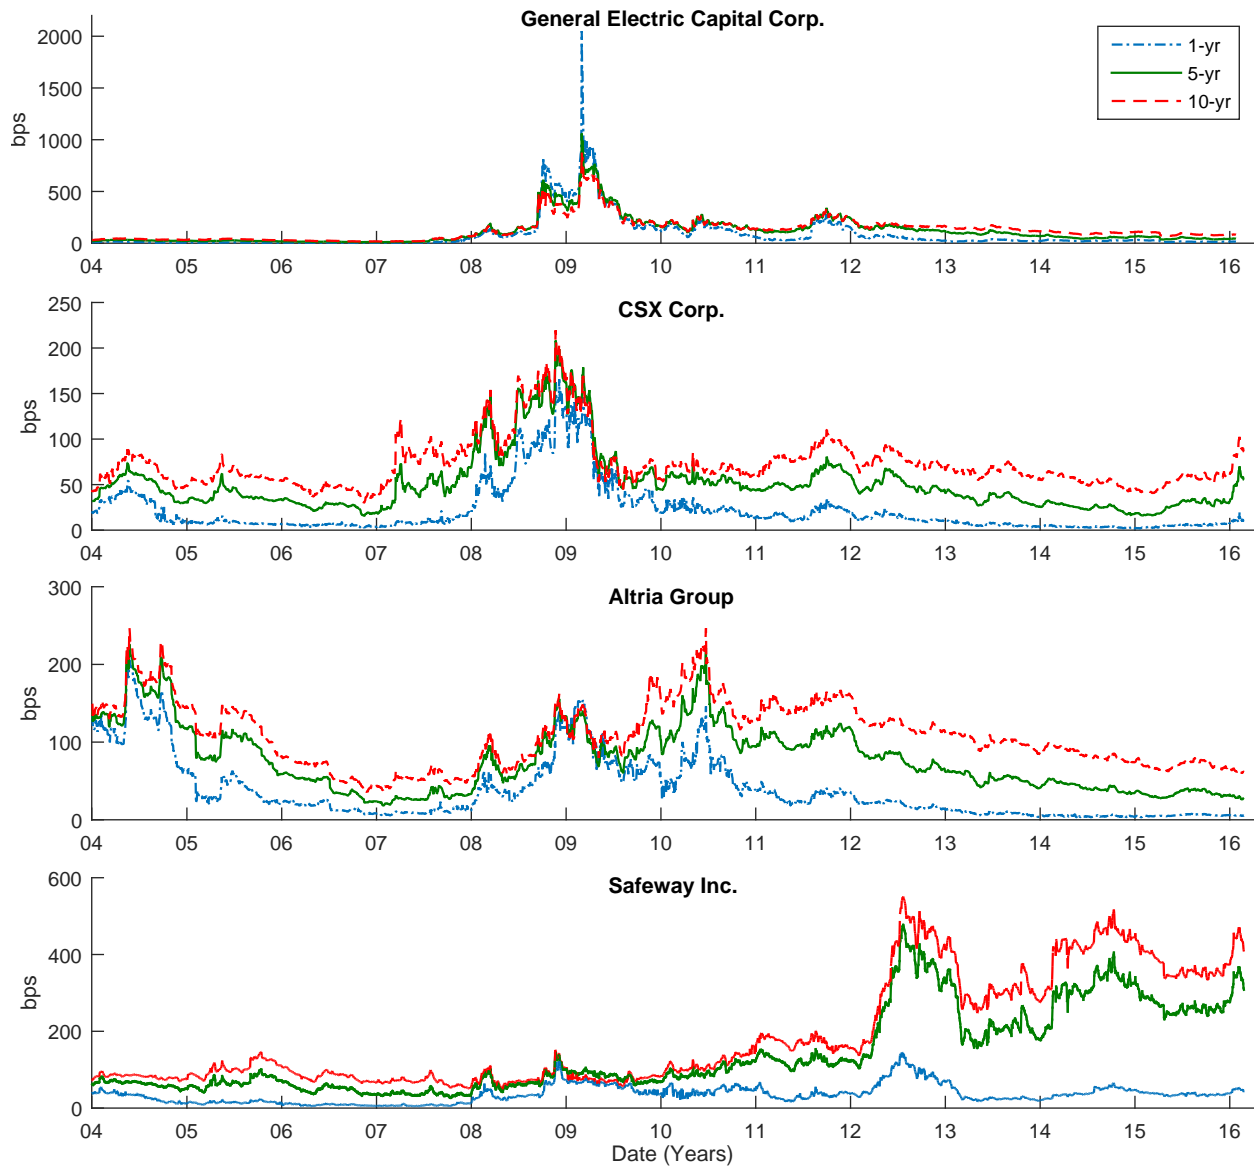 General Electric Capital Corp.
1-yr
5-yr
10-yr
2000
1500
1000
500
0
bps
04 05 06 07 08 09 10 11 12 13 14 15 16
CSX Corp.
250
200
150
100
50
0
bps
04 05 06 07 08 09 10 11 12 13 14 15 16
Altria Group
300
200
100
0
bps
04 05 06 07 08 09 10 11 12 13 14 15 16
Safeway Inc.
600
400
200
0
bps
04 05 06 07 08 09 10 11 12 13 14 15 16
Date (Years)